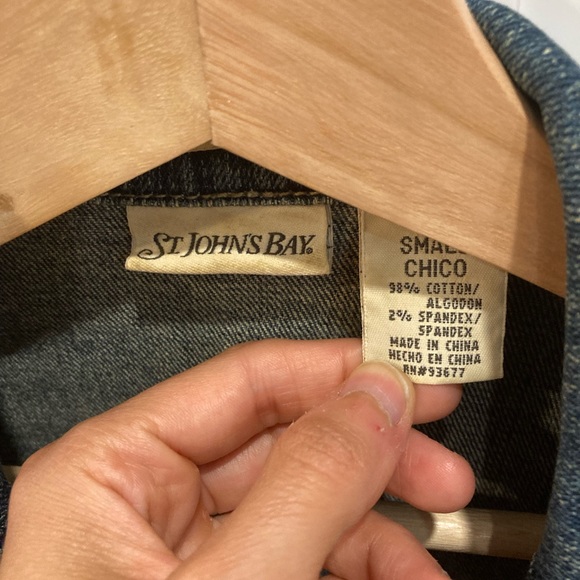 ST. JOHN'S BAY®
SMALL
CHICO
98% COTTON/
ALGODON
2% SPANDEX/
SPANDEX
MADE IN CHINA
HECHO EN CHINA
RN#93677